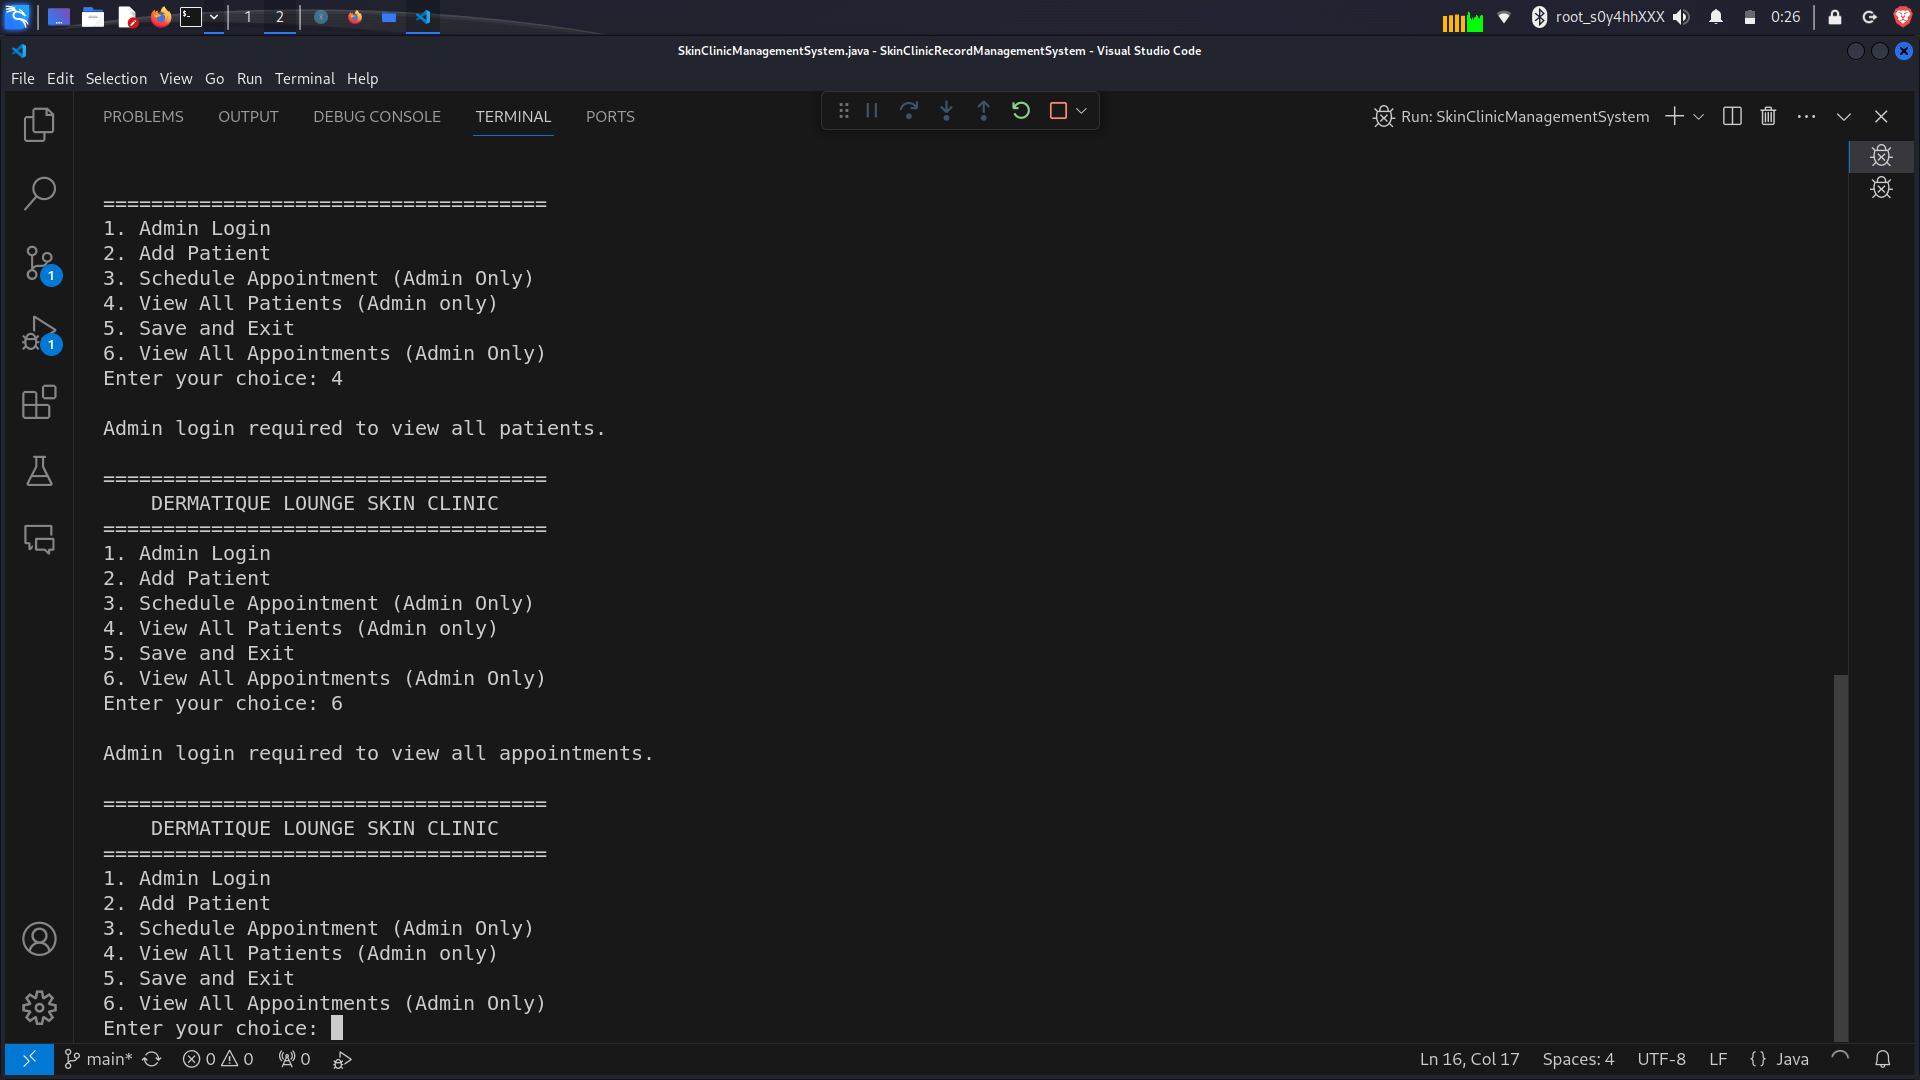 1 2 root_s0y4hhXXX 0:26
SkinClinicManagementSystem.java - SkinClinicRecordManagementSystem - Visual Studio Code
File Edit Selection View Go Run Terminal Help
PROBLEMS OUTPUT DEBUG CONSOLE TERMINAL PORTS Run: SkinClinicManagementSystem
=====================================
1. Admin Login
2. Add Patient
3. Schedule Appointment (Admin Only)
4. View All Patients (Admin only)
5. Save and Exit
6. View All Appointments (Admin Only)
Enter your choice: 4
Admin login required to view all patients.
=====================================
DERMATIQUE LOUNGE SKIN CLINIC
=====================================
1. Admin Login
2. Add Patient
3. Schedule Appointment (Admin Only)
4. View All Patients (Admin only)
5. Save and Exit
6. View All Appointments (Admin Only)
Enter your choice: 6
Admin login required to view all appointments.
=====================================
DERMATIQUE LOUNGE SKIN CLINIC
=====================================
1. Admin Login
2. Add Patient
3. Schedule Appointment (Admin Only)
4. View All Patients (Admin only)
5. Save and Exit
6. View All Appointments (Admin Only)
Enter your choice:
1
1
main* 0 0 0 Ln 16, Col 17 Spaces: 4 UTF-8 LF {} Java